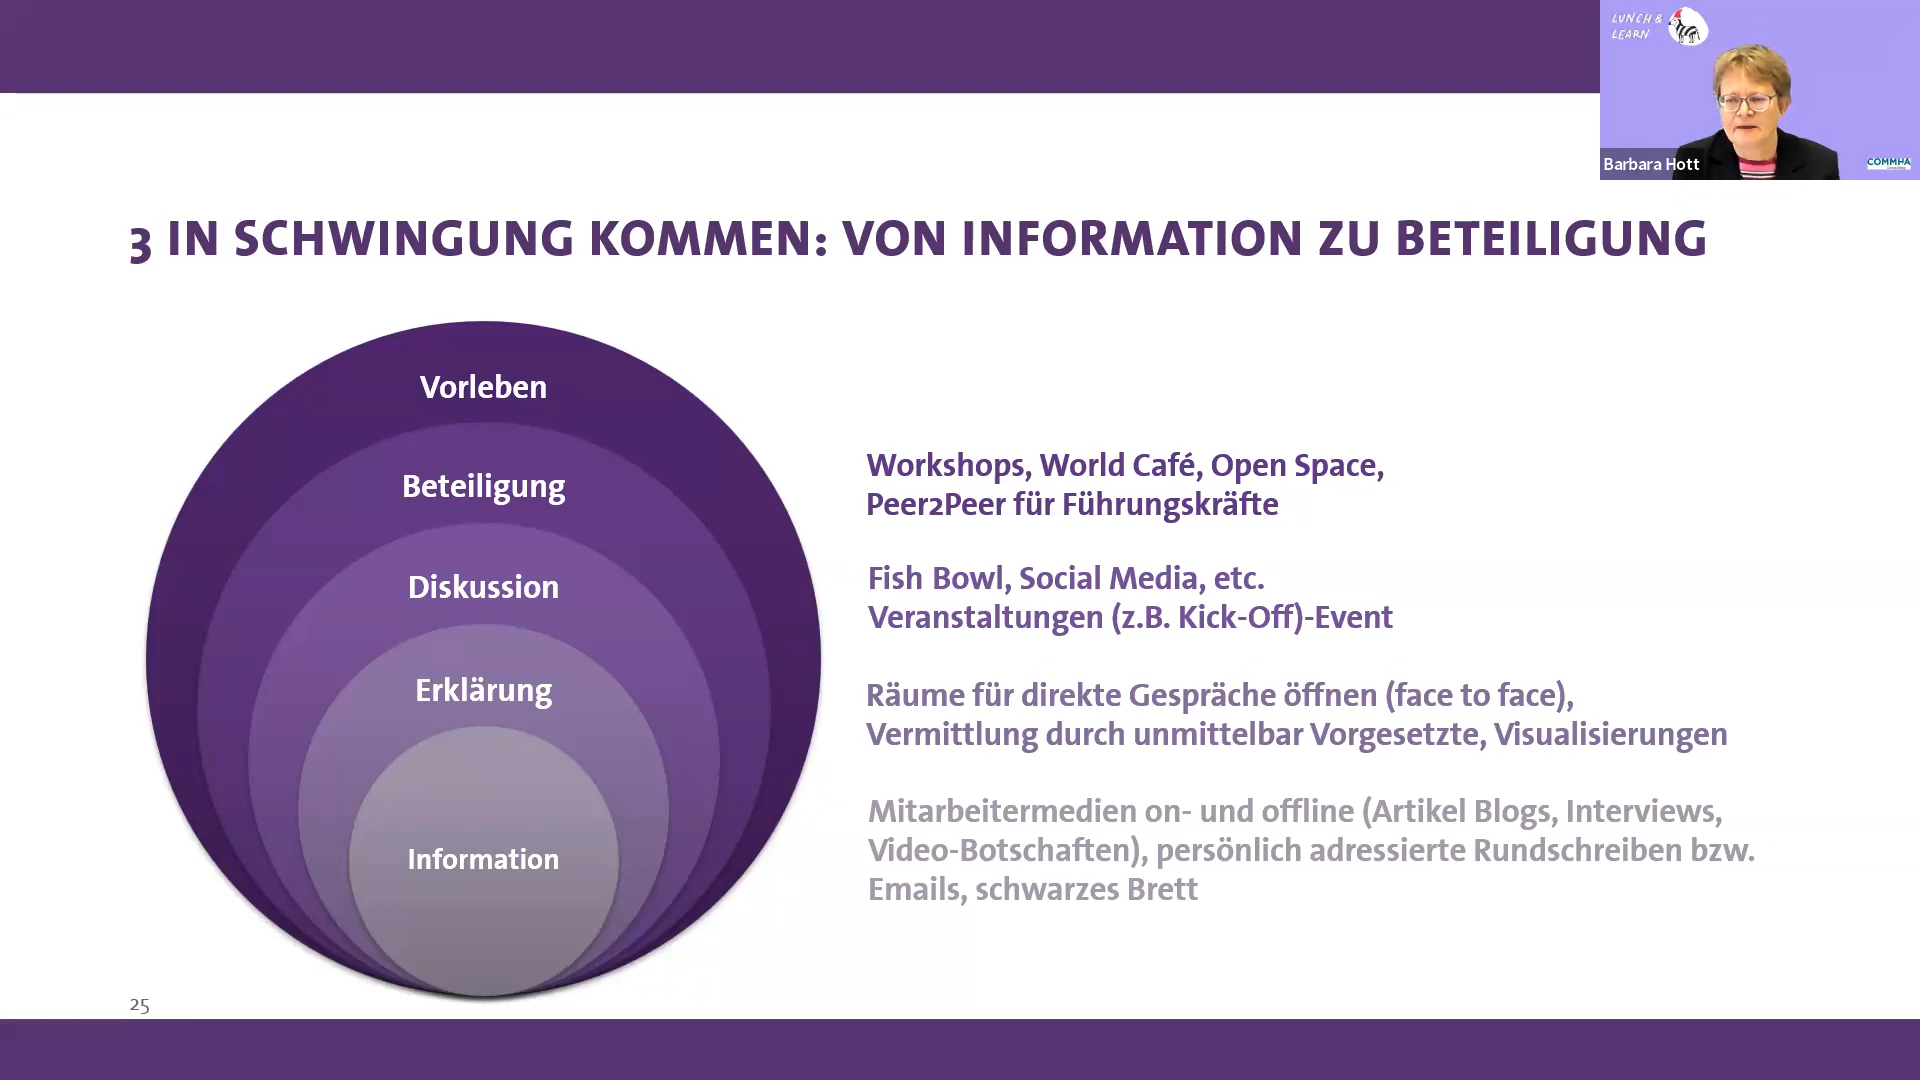 LUNCH &
LEARN
Barbara Hott
COMMHA
3 IN SCHWINGUNG KOMMEN: VON INFORMATION ZU BETEILIGUNG
Vorleben
Beteiligung
Workshops, World Café, Open Space,
Peer2Peer für Führungskräfte
Diskussion
Fish Bowl, Social Media, etc.
Veranstaltungen (z.B. Kick-Off)-Event
Erklärung
Räume für direkte Gespräche öffnen (face to face),
Vermittlung durch unmittelbar Vorgesetzte, Visualisierungen
Information
Mitarbeitermedien on- und offline (Artikel Blogs, Interviews,
Video-Botschaften), persönlich adressierte Rundschreiben bzw.
Emails, schwarzes Brett
25